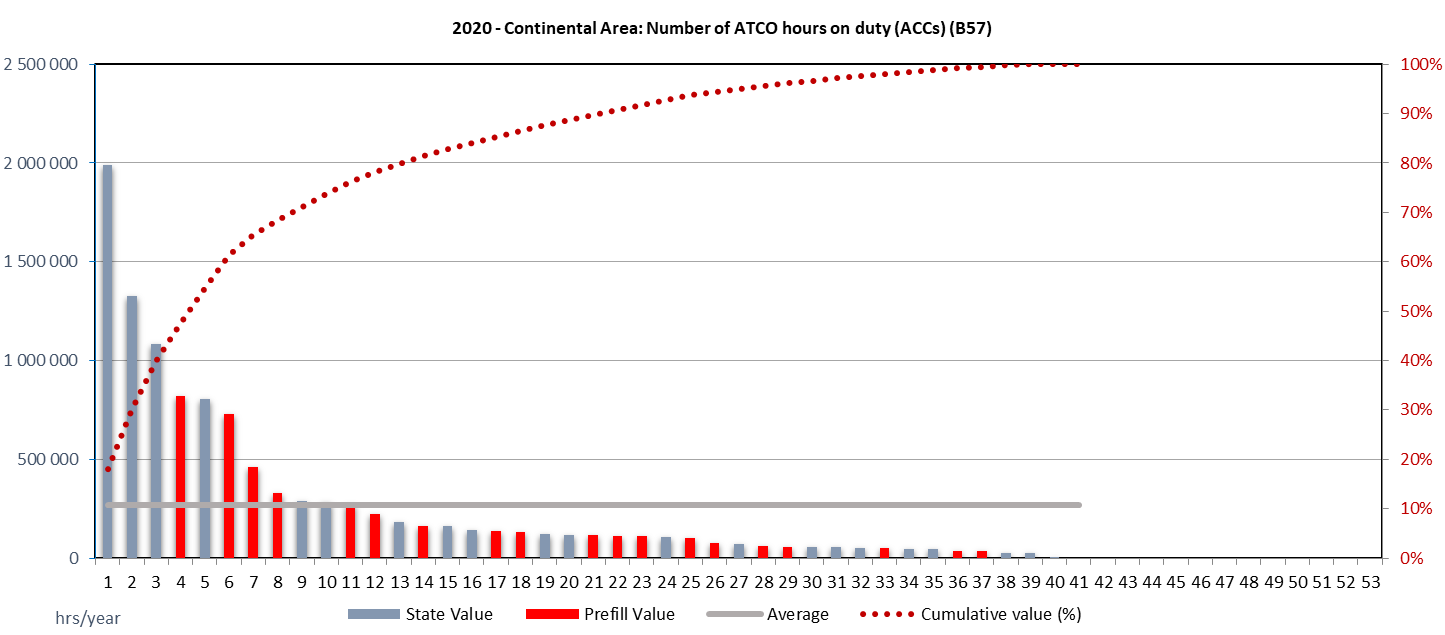 2020 - Continental Area: Number of ATCO hours on duty (ACCs) (B57)
2 500 000 100%
90%
2 000 000 80%
70%
1 500 000 60%
50%
1 000 000 40%
30%
500 000 20%
10%
0 0%
1 2 3 4 5 6 7 8 9 10 11 12 13 14 15 16 17 18 19 20 21 22 23 24 25 26 27 28 29 30 31 32 33 34 35 36 37 38 39 40 41 42 43 44 45 46 47 48 49 50 51 52 53
hrs/year State Value Prefill Value Average Cumulative value (%)